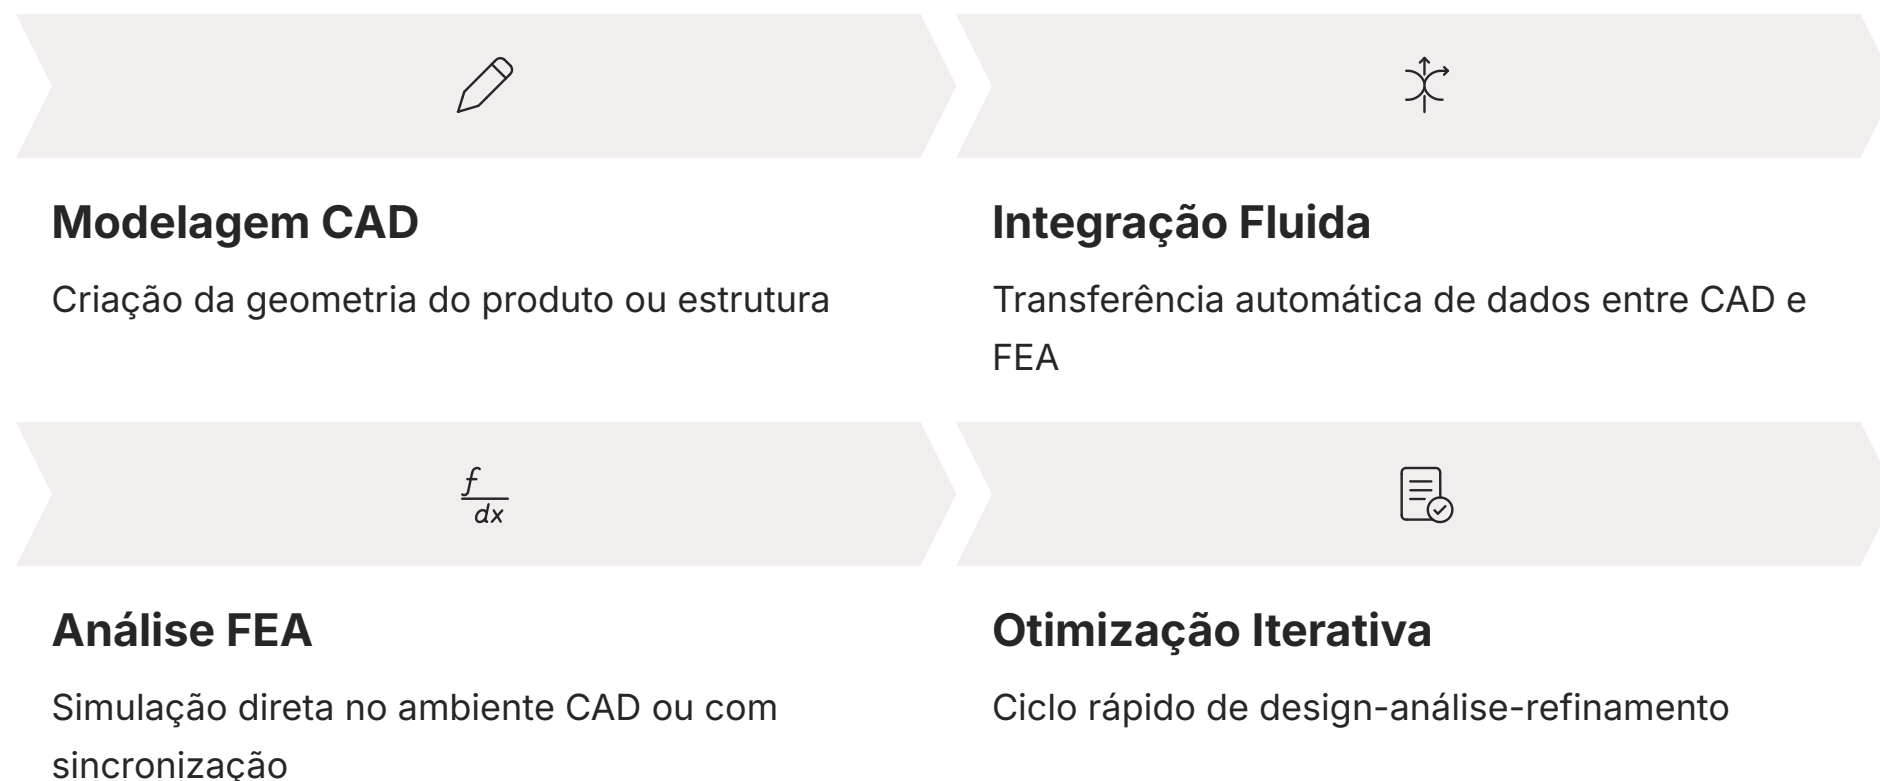 Modelagem CAD
Criação da geometria do produto ou estrutura
Integração Fluida
Transferência automática de dados entre CAD e
FEA
f
dx
Análise FEA
Simulação direta no ambiente CAD ou com
sincronização
Otimização Iterativa
Ciclo rápido de design-análise-refinamento